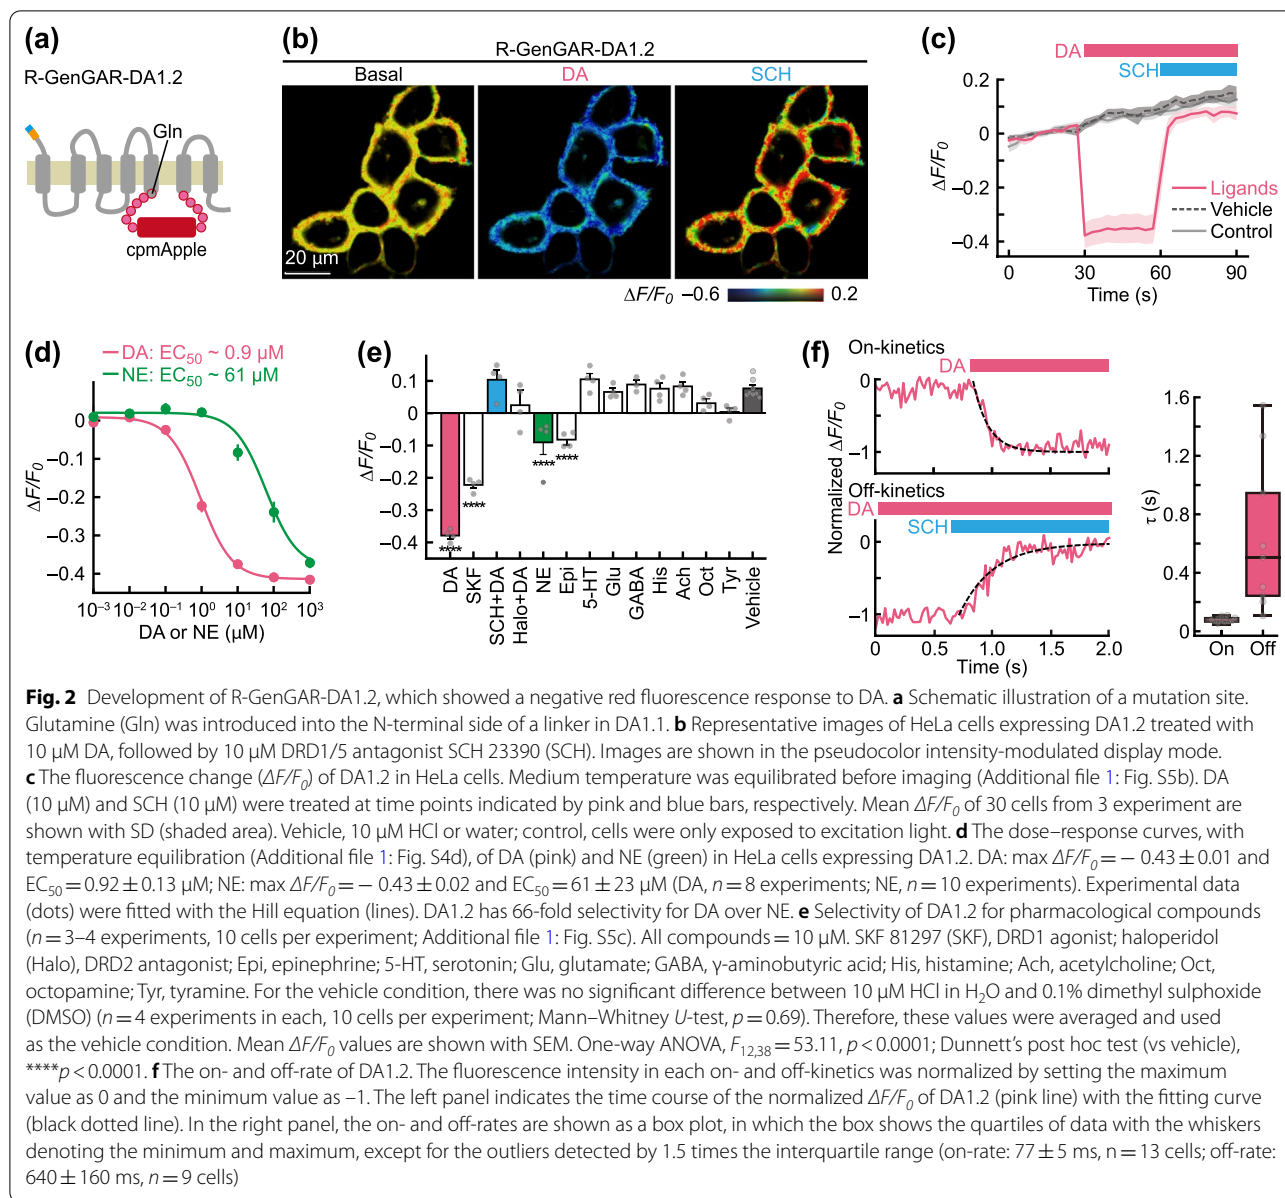 (a)
R-GenGAR-DA1.2
Gln
cpmApple
(b)
R-GenGAR-DA1.2
Basal
DA
SCH
20 µm
ΔF/F0 −0.6 0.2
(c)
DA
SCH
0.2
0
−0.2
−0.4
ΔF/F0
Ligands
Vehicle
Control
0 30 60 90
Time (s)
(d)
DA: EC50 ~ 0.9 µM
NE: EC50 ~ 61 µM
0
−0.1
−0.2
−0.3
−0.4
ΔF/F0
10−3 10−2 10−1 100 101 102 103
DA or NE (µM)
(e)
0.1
0
−0.1
−0.2
−0.3
−0.4
ΔF/F0
****
****
****
****
DA
SKF
SCH+DA
Halo+DA
NE
Epi
5-HT
Glu
GABA
His
Ach
Oct
Tyr
Vehicle
(f)
On-kinetics
DA
0
−1
Off-kinetics
DA
SCH
0
−1
Normalized ΔF/F0
0 0.5 1.0 1.5 2.0
Time (s)
1.6
1.2
0.8
0.4
0
τ (s)
On Off
Fig. 2 Development of R-GenGAR-DA1.2, which showed a negative red fluorescence response to DA. a Schematic illustration of a mutation site.
Glutamine (Gln) was introduced into the N-terminal side of a linker in DA1.1. b Representative images of HeLa cells expressing DA1.2 treated with
10 µM DA, followed by 10 µM DRD1/5 antagonist SCH 23390 (SCH). Images are shown in the pseudocolor intensity-modulated display mode.
c The fluorescence change (ΔF/F0) of DA1.2 in HeLa cells. Medium temperature was equilibrated before imaging (Additional file 1: Fig. S5b). DA
(10 µM) and SCH (10 µM) were treated at time points indicated by pink and blue bars, respectively. Mean ΔF/F0 of 30 cells from 3 experiment are
shown with SD (shaded area). Vehicle, 10 µM HCl or water; control, cells were only exposed to excitation light. d The dose–response curves, with
temperature equilibration (Additional file 1: Fig. S4d), of DA (pink) and NE (green) in HeLa cells expressing DA1.2. DA: max ΔF/F0 = − 0.43 ± 0.01 and
EC50 = 0.92 ± 0.13 µM; NE: max ΔF/F0 = − 0.43 ± 0.02 and EC50 = 61 ± 23 µM (DA, n = 8 experiments; NE, n = 10 experiments). Experimental data
(dots) were fitted with the Hill equation (lines). DA1.2 has 66-fold selectivity for DA over NE. e Selectivity of DA1.2 for pharmacological compounds
(n = 3–4 experiments, 10 cells per experiment; Additional file 1: Fig. S5c). All compounds = 10 µM. SKF 81297 (SKF), DRD1 agonist; haloperidol
(Halo), DRD2 antagonist; Epi, epinephrine; 5-HT, serotonin; Glu, glutamate; GABA, γ-aminobutyric acid; His, histamine; Ach, acetylcholine; Oct,
octopamine; Tyr, tyramine. For the vehicle condition, there was no significant difference between 10 µM HCl in H2O and 0.1% dimethyl sulphoxide
(DMSO) (n = 4 experiments in each, 10 cells per experiment; Mann–Whitney U-test, p = 0.69). Therefore, these values were averaged and used
as the vehicle condition. Mean ΔF/F0 values are shown with SEM. One-way ANOVA, F12,38 = 53.11, p < 0.0001; Dunnett's post hoc test (vs vehicle),
****p < 0.0001. f The on- and off-rate of DA1.2. The fluorescence intensity in each on- and off-kinetics was normalized by setting the maximum
value as 0 and the minimum value as –1. The left panel indicates the time course of the normalized ΔF/F0 of DA1.2 (pink line) with the fitting curve
(black dotted line). In the right panel, the on- and off-rates are shown as a box plot, in which the box shows the quartiles of data with the whiskers
denoting the minimum and maximum, except for the outliers detected by 1.5 times the interquartile range (on-rate: 77 ± 5 ms, n = 13 cells; off-rate:
640 ± 160 ms, n = 9 cells)